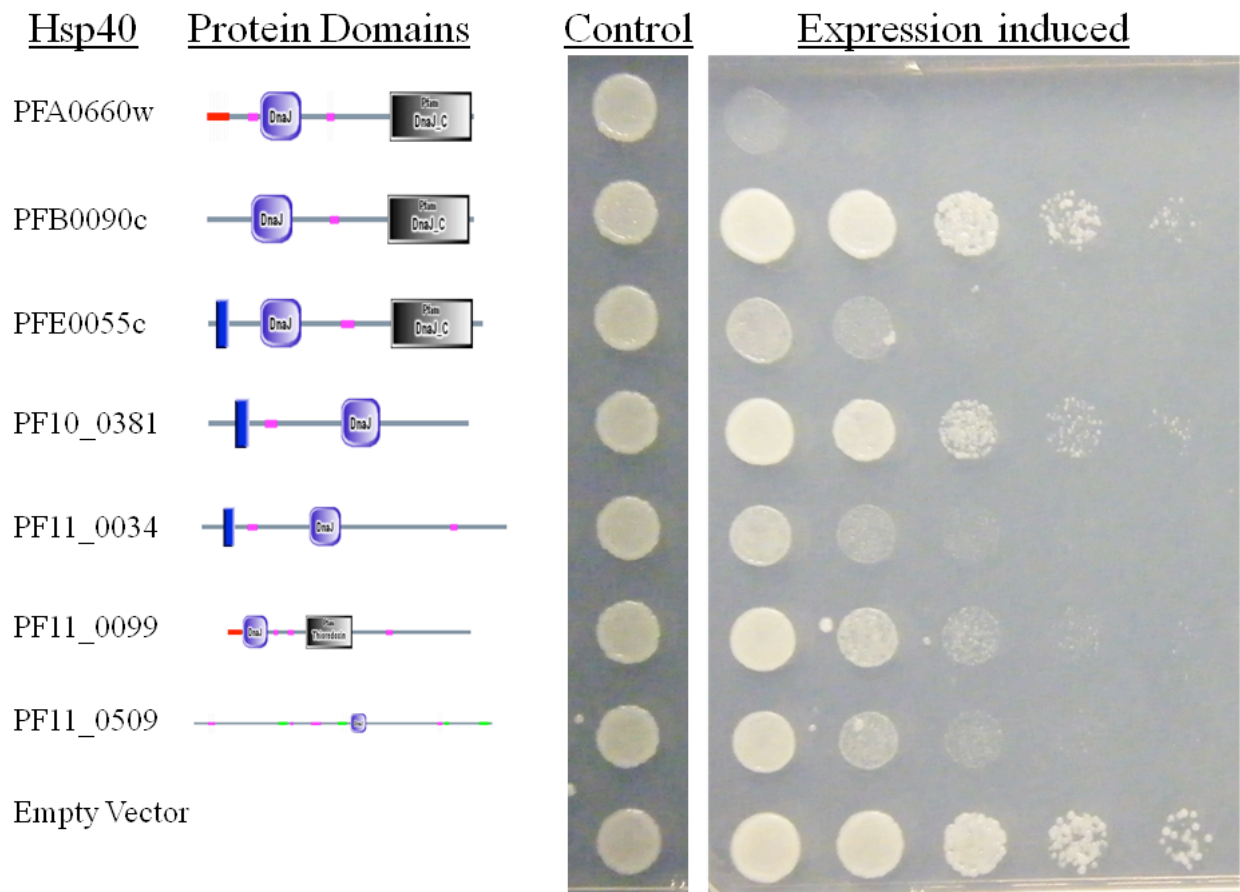 Hsp40 Protein Domains Control Expression induced
PFA0660w
DnaJ
Pfam
DnaJ_C
PFB0090c
DnaJ
Pfam
DnaJ_C
PFE0055c
DnaJ
Pfam
DnaJ_C
PF10_0381
DnaJ
PF11_0034
DnaJ
PF11_0099
DnaJ
Pfam
Thioredoxin
PF11_0509
Empty Vector